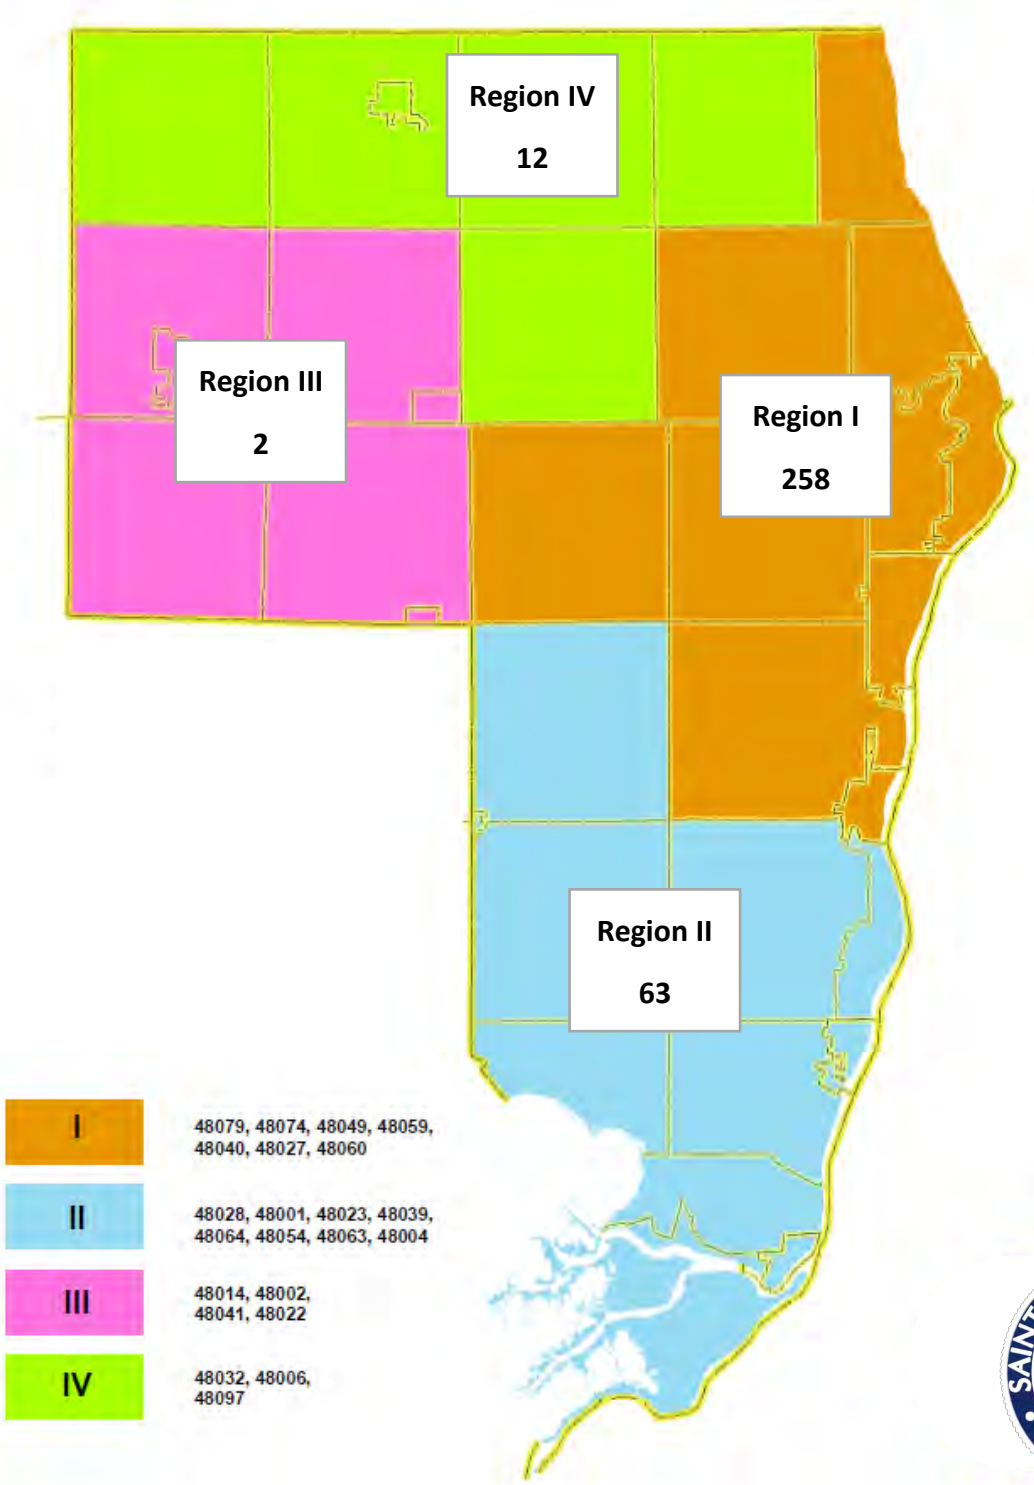 Region IV
12
Region III
2
Region I
258
Region II
63
I
48079, 48074, 48049, 48059,
48040, 48027, 48060
II
48028, 48001, 48023, 48039,
48064, 48054, 48063, 48004
III
48014, 48002,
48041, 48022
IV
48032, 48006,
48097
SAINT